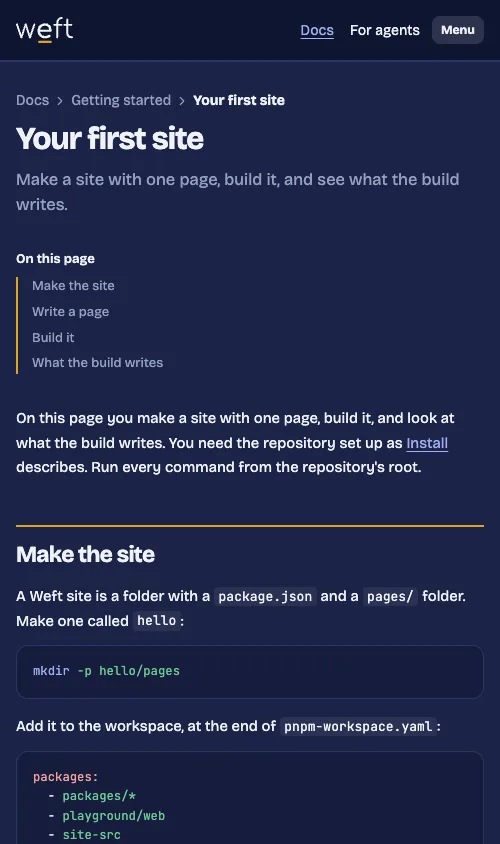 weft
Docs
For agents
Menu
Docs > Getting started > Your first site
Your first site
Make a site with one page, build it, and see what the build
writes.
On this page
Make the site
Write a page
Build it
What the build writes
On this page you make a site with one page, build it, and look at
what the build writes. You need the repository set up as Install
describes. Run every command from the repository's root.
Make the site
A Weft site is a folder with a package.json and a pages/ folder.
Make one called hello:
mkdir -p hello/pages
Add it to the workspace, at the end of pnpm-workspace.yaml:
packages:
  - packages/*
  - playground/web
  - site-src